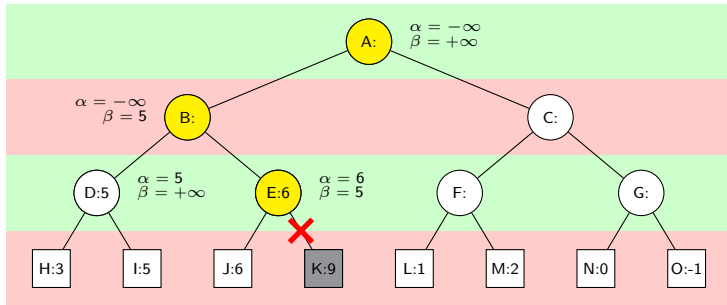 A:
α = −∞
β = +∞
α = −∞
β = 5
B:
C:
D:5
α = 5
β = +∞
E:6
α = 6
β = 5
F:
G:
H:3
I:5
J:6
K:9
L:1
M:2
N:0
O:-1